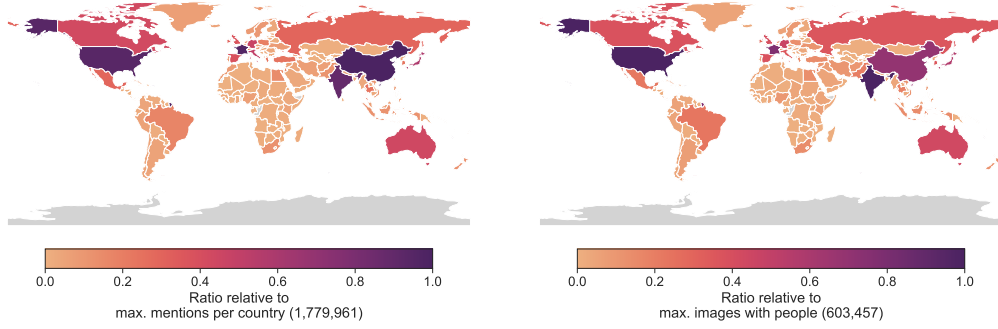 0.0 0.2 0.4 0.6 0.8 1.0
Ratio relative to
max. mentions per country (1,779,961)
0.0 0.2 0.4 0.6 0.8 1.0
Ratio relative to
max. images with people (603,457)